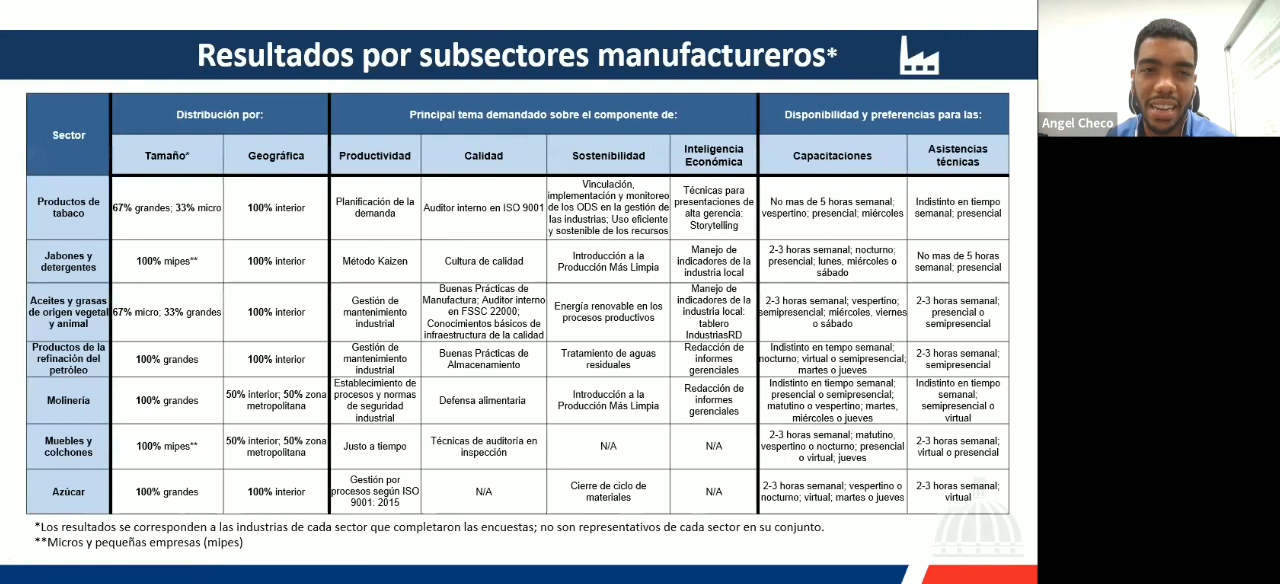 Resultados por subsectores manufactureros*
Angel Checo
Sector
Distribución por:
Principal tema demandado sobre el componente de:
Disponibilidad y preferencias para las:
Tamaño*
Geográfica
Productividad
Calidad
Sostenibilidad
Inteligencia
Económica
Capacitaciones
Asistencias
técnicas
Productos de
tabaco
67% grandes; 33% micro
100% interior
Planificación de la
demanda
Auditor interno en ISO 9001
Vinculación,
implementación y monitoreo
de los ODS en la gestión de
las industrias; Uso eficiente
y sostenible de los recursos
Técnicas para
presentaciones de
alta gerencia:
Storytelling
No mas de 5 horas semanal;
vespertino; presencial; miércoles
Indistinto en tiempo
semanal; presencial
Jabones y
detergentes
100% mipes**
100% interior
Método Kaizen
Cultura de calidad
Introducción a la
Producción Más Limpia
Manejo de
indicadores de la
industria local
2-3 horas semanal; nocturno;
presencial; lunes, miércoles o
sábado
No mas de 5 horas
semanal; presencial
Aceites y grasas
de origen vegetal
y animal
67% micro; 33% grandes
100% interior
Gestión de
mantenimiento
industrial
Buenas Prácticas de
Manufactura; Auditor interno
en FSSC 22000;
Conocimientos básicos de
infraestructura de la calidad
Energía renovable en los
procesos productivos
Manejo de
indicadores de la
industria local:
tablero
IndustriasRD
2-3 horas semanal; vespertino;
semipresencial; miércoles, viernes
o sábado
2-3 horas semanal;
presencial o
semipresencial
Productos de la
refinación del
petróleo
100% grandes
100% interior
Gestión de
mantenimiento
industrial
Buenas Prácticas de
Almacenamiento
Tratamiento de aguas
residuales
Redacción de
informes
gerenciales
Indistinto en tempo semanal;
nocturno; virtual o semipresencial;
martes o jueves
2-3 horas semanal;
semipresencial
Molinería
100% grandes
50% interior; 50% zona
metropolitana
Establecimiento de
procesos y normas
de seguridad
industrial
Defensa alimentaria
Introducción a la
Producción Más Limpia
Redacción de
informes
gerenciales
Indistinto en tiempo semanal;
presencial o semipresencial;
matutino o vespertino; martes,
miércoles o jueves
Indistinto en tiempo
semanal;
semipresencial o
virtual
Muebles y
colchones
100% mipes**
50% interior; 50% zona
metropolitana
Justo a tiempo
Técnicas de auditoría en
inspección
N/A
N/A
2-3 horas semanal; matutino,
vespertino o nocturno; presencial
o virtual; jueves
2-3 horas semanal;
virtual o presencial
Azúcar
100% grandes
100% interior
Gestión por
procesos según ISO
9001: 2015
N/A
Cierre de ciclo de
materiales
N/A
2-3 horas semanal; vespertino o
nocturno; virtual; martes o jueves
2-3 horas semanal;
virtual
*Los resultados se corresponden a las industrias de cada sector que completaron las encuestas; no son representativos de cada sector en su conjunto.
**Micros y pequeñas empresas (mipes)